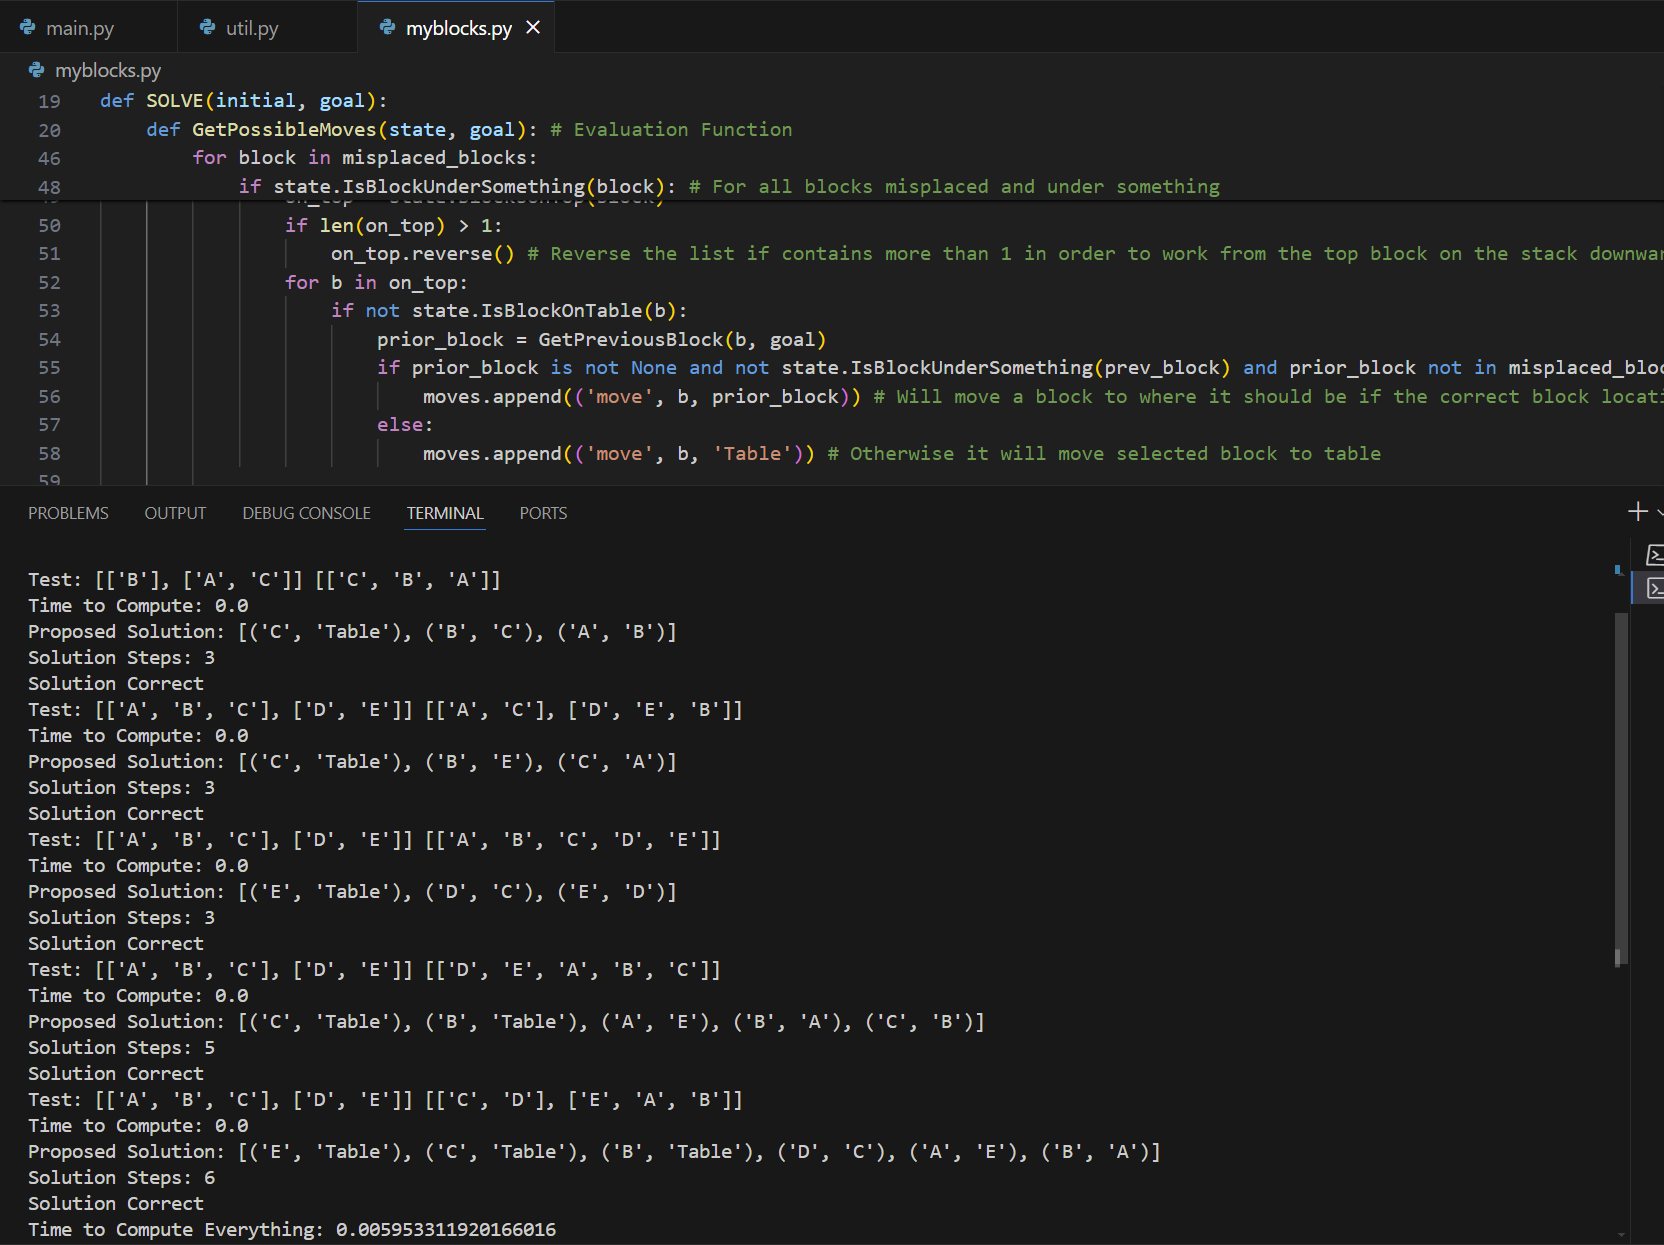 main.py
util.py
myblocks.py
myblocks.py
19 def SOLVE(initial, goal):
20 def GetPossibleMoves(state, goal): # Evaluation Function
46 for block in misplaced_blocks:
48 if state.IsBlockUnderSomething(block): # For all blocks misplaced and under something
50 if len(on_top) > 1:
51 on_top.reverse() # Reverse the list if contains more than 1 in order to work from the top block on the stack
52 for b in on_top:
53 if not state.IsBlockOnTable(b):
54 prior_block = GetPreviousBlock(b, goal)
55 if prior_block is not None and not state.IsBlockUnderSomething(prev_block) and prior_block not in
56 moves.append(('move', b, prior_block)) # Will move a block to where it should be if the correct block
57 else:
58 moves.append(('move', b, 'Table')) # Otherwise it will move selected block to table
59
PROBLEMS
OUTPUT
DEBUG CONSOLE
TERMINAL
PORTS
Test: [['B'], ['A', 'C']] [['C', 'B', 'A']]
Time to Compute: 0.0
Proposed Solution: [('C', 'Table'), ('B', 'C'), ('A', 'B')]
Solution Steps: 3
Solution Correct
Test: [['A', 'B', 'C'], ['D', 'E']] [['A', 'C'], ['D', 'E', 'B']]
Time to Compute: 0.0
Proposed Solution: [('C', 'Table'), ('B', 'E'), ('C', 'A')]
Solution Steps: 3
Solution Correct
Test: [['A', 'B', 'C'], ['D', 'E']] [['A', 'B', 'C', 'D', 'E']]
Time to Compute: 0.0
Proposed Solution: [('E', 'Table'), ('D', 'C'), ('E', 'D')]
Solution Steps: 3
Solution Correct
Test: [['A', 'B', 'C'], ['D', 'E']] [['D', 'E', 'A', 'B', 'C']]
Time to Compute: 0.0
Proposed Solution: [('C', 'Table'), ('B', 'Table'), ('A', 'E'), ('B', 'A'), ('C', 'B')]
Solution Steps: 5
Solution Correct
Test: [['A', 'B', 'C'], ['D', 'E']] [['C', 'D'], ['E', 'A', 'B']]
Time to Compute: 0.0
Proposed Solution: [('E', 'Table'), ('C', 'Table'), ('B', 'Table'), ('D', 'C'), ('A', 'E'), ('B', 'A')]
Solution Steps: 6
Solution Correct
Time to Compute Everything: 0.005953311920166016